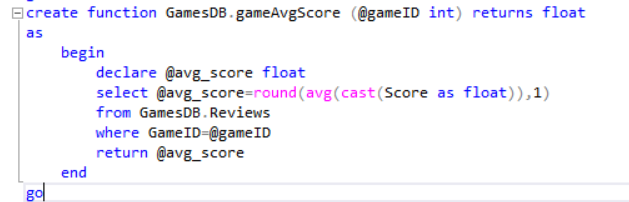 create function GamesDB.gameAvgScore (@gameID int) returns float
as
begin
declare @avg_score float
select @avg_score=round(avg(cast(Score as float)),1)
from GamesDB.Reviews
where GameID=@gameID
return @avg_score
end
go